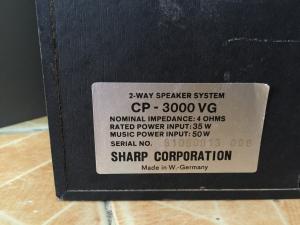 2-WAY SPEAKER SYSTEM
CP - 3000 VG
NOMINAL IMPEDANCE: 4 OHMS
RATED POWER INPUT: 35 W
MUSIC POWER INPUT: 50 W
SERIAL NO.
SHARP CORPORATION
Made in W.-Germany